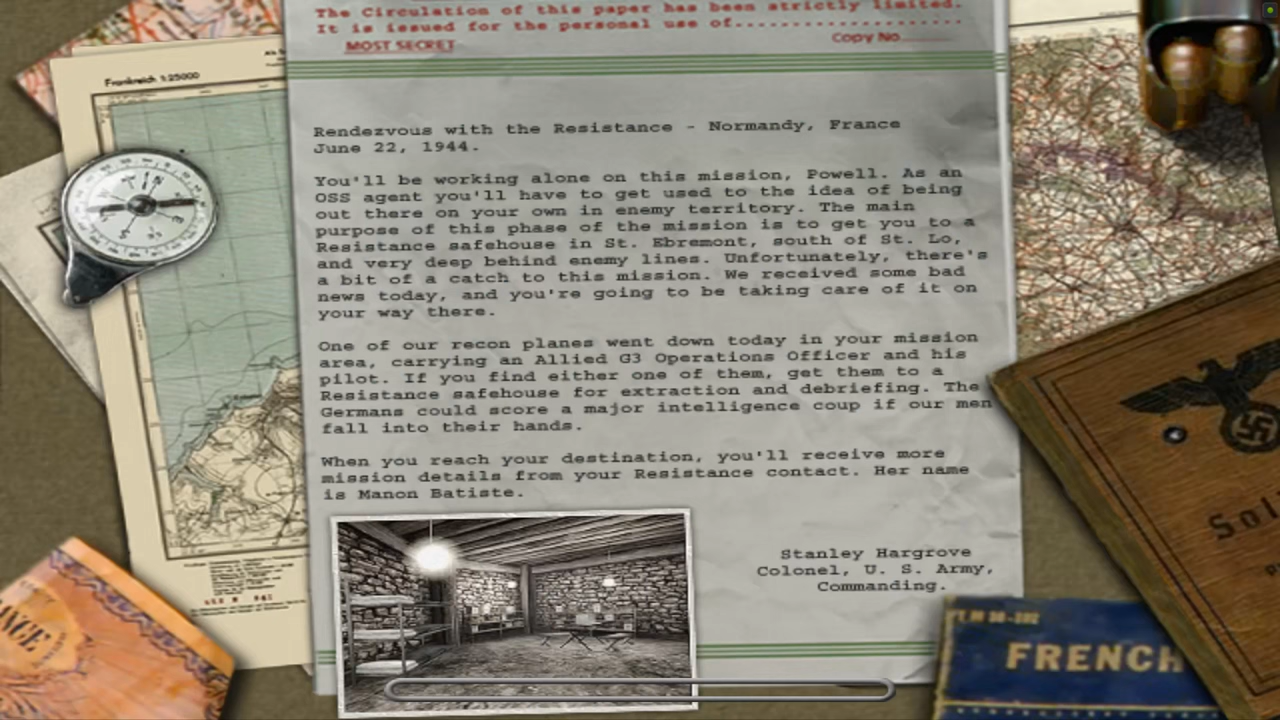 The Circulation of this paper has been strictly limited.
It is issued for the personal use of....................
MOST SECRET
Copy No.
Frankreich 1:25000
Rendezvous with the Resistance - Normandy, France
June 22, 1944.
You'll be working alone on this mission, Powell. As an
OSS agent you'll have to get used to the idea of being
out there on your own in enemy territory. The main
purpose of this phase of the mission is to get you to a
Resistance safehouse in St. Ebremont, south of St. Lo,
and very deep behind enemy lines. Unfortunately, there's
a bit of a catch to this mission. We received some bad
news today, and you're going to be taking care of it on
your way there.
One of our recon planes went down today in your mission
area, carrying an Allied G3 Operations Officer and his
pilot. If you find either one of them, get them to a
Resistance safehouse for extraction and debriefing. The
Germans could score a major intelligence coup if our men
fall into their hands.
When you reach your destination, you'll receive more
mission details from your Resistance contact. Her name
is Manon Batiste.
Stanley Hargrove
Colonel, U. S. Army,
Commanding.
FRENCH
Sol